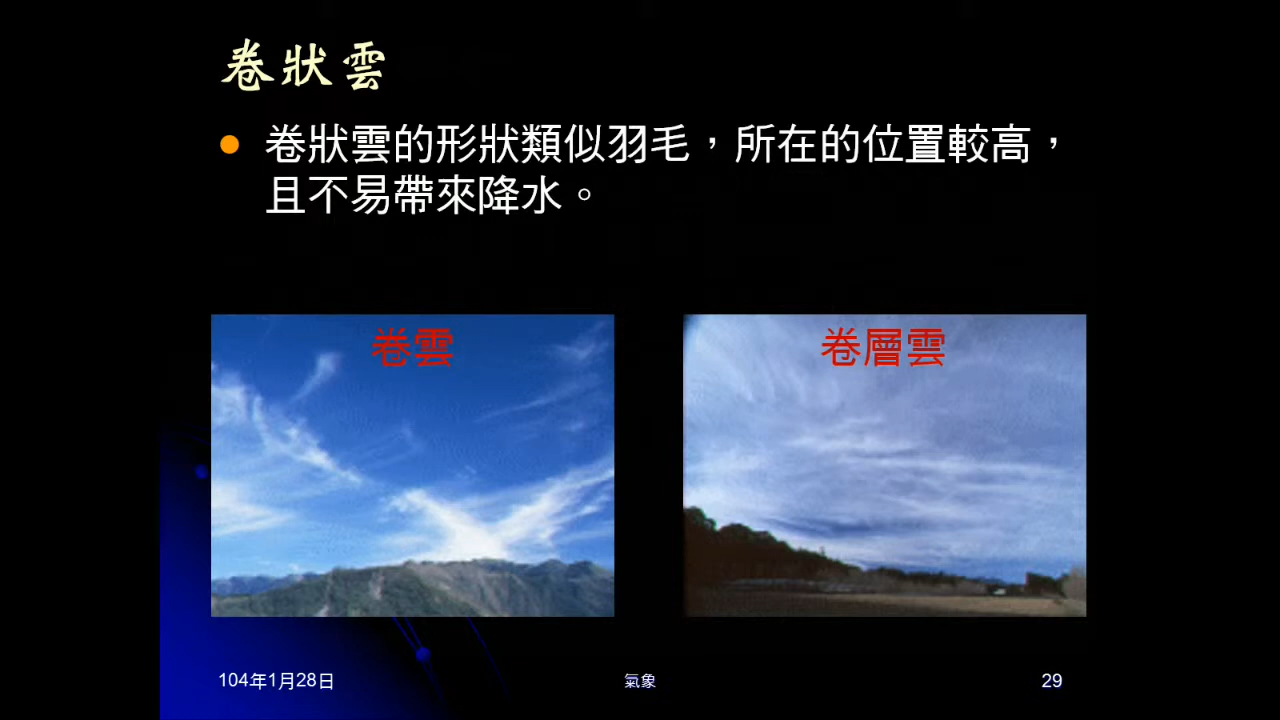 卷狀雲
卷狀雲的形狀類似羽毛，所在的位置較高，
且不易帶來降水。
卷雲
卷層雲
104年1月28日
氣象
29